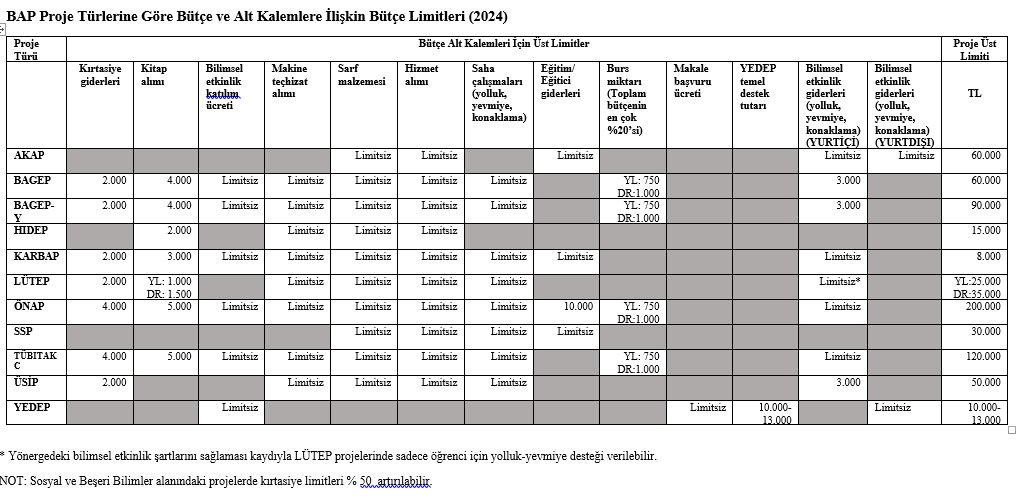 BAP Proje Türlerine Göre Bütçe ve Alt Kalemlere İlişkin Bütçe Limitleri (2024)
Proje Türü Bütçe Alt Kalemleri İçin Üst Limitler Proje Üst Limiti
Kırtasiye giderleri Kitap alımı Bilimsel etkinlik katılım ücreti Makine teçhizat alımı Sarf malzemesi Hizmet alımı Saha çalışmaları (yolluk, yevmiye, konaklama) Eğitim/ Eğitici giderleri Burs miktarı (Toplam bütçenin en çok %20’si) Makale başvuru ücreti YEDEP temel destek tutarı Bilimsel etkinlik giderleri (yolluk, yevmiye, konaklama) (YURTİÇİ) Bilimsel etkinlik giderleri (yolluk, yevmiye, konaklama) (YURTDIŞI) TL
AKAP Limitsiz Limitsiz Limitsiz Limitsiz Limitsiz 60.000
BAGEP 2.000 4.000 Limitsiz Limitsiz Limitsiz Limitsiz Limitsiz YL: 750 DR:1.000 3.000 60.000
BAGEP-Y 2.000 4.000 Limitsiz Limitsiz Limitsiz Limitsiz Limitsiz YL: 750 DR:1.000 3.000 90.000
HIDEP 2.000 Limitsiz Limitsiz Limitsiz 15.000
KARBAP 2.000 3.000 Limitsiz Limitsiz Limitsiz Limitsiz Limitsiz Limitsiz Limitsiz 8.000
LÜTEP 2.000 YL: 1.000 DR: 1.500 Limitsiz Limitsiz Limitsiz Limitsiz Limitsiz* YL:25.000 DR:35.000
ÖNAP 4.000 5.000 Limitsiz Limitsiz Limitsiz Limitsiz Limitsiz 10.000 YL: 750 DR:1.000 Limitsiz 200.000
SSP Limitsiz Limitsiz Limitsiz Limitsiz 30.000
TÜBITAK C 4.000 5.000 Limitsiz Limitsiz Limitsiz Limitsiz Limitsiz YL: 750 DR:1.000 Limitsiz 120.000
ÜSİP 2.000 Limitsiz Limitsiz Limitsiz Limitsiz 3.000 50.000
YEDEP Limitsiz Limitsiz 10.000-13.000 Limitsiz 10.000-13.000
* Yönergedeki bilimsel etkinlik şartlarını sağlaması kaydıyla LÜTEP projelerinde sadece öğrenci için yolluk-yevmiye desteği verilebilir.
NOT: Sosyal ve Beşeri Bilimler alanındaki projelerde kırtasiye limitleri % 50 artırılabilir.